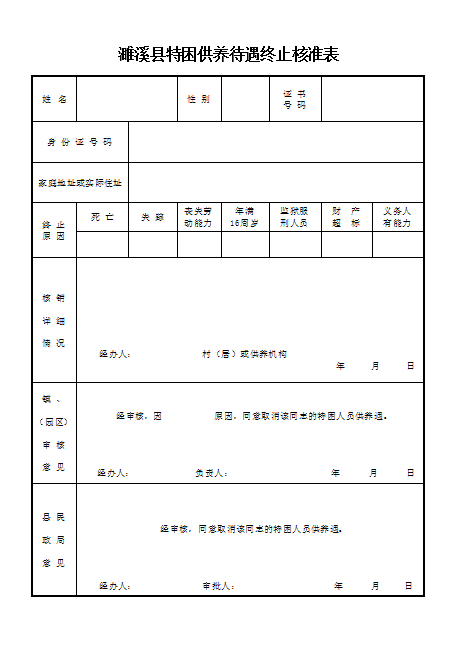 濉溪县特困供养待遇终止核准表
姓 名
性 别
证 书
号 码
身 份 证 号 码
家庭地址或实际住址
终 止
原 因
死 亡
失 踪
丧失劳
动能力
年满
16周岁
监狱服
刑人员
财 产
超 标
义务人
有能力
核 销
详 细
情 况
经办人： 村（居）或供养机构
年 月 日
镇 、
（园区）
审 核
意 见
经审核，因 原因，同意取消该同志的特困人员供养遇。
经办人： 负责人： 年 月 日
县 民
政 局
意 见
经审核，同意取消该同志的特困人员供养遇。
经办人： 审批人： 年 月 日